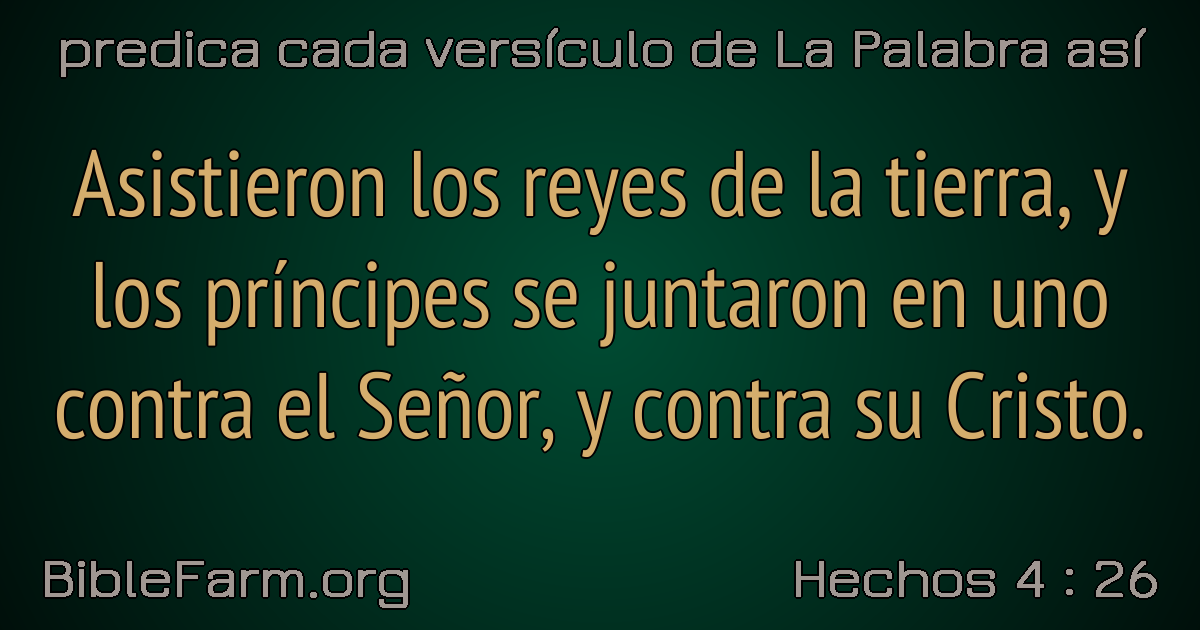 predica cada versículo de La Palabra así
Asistieron los reyes de la tierra, y
los príncipes se juntaron en uno
contra el Señor, y contra su Cristo.
BibleFarm.org
Hechos 4 : 26